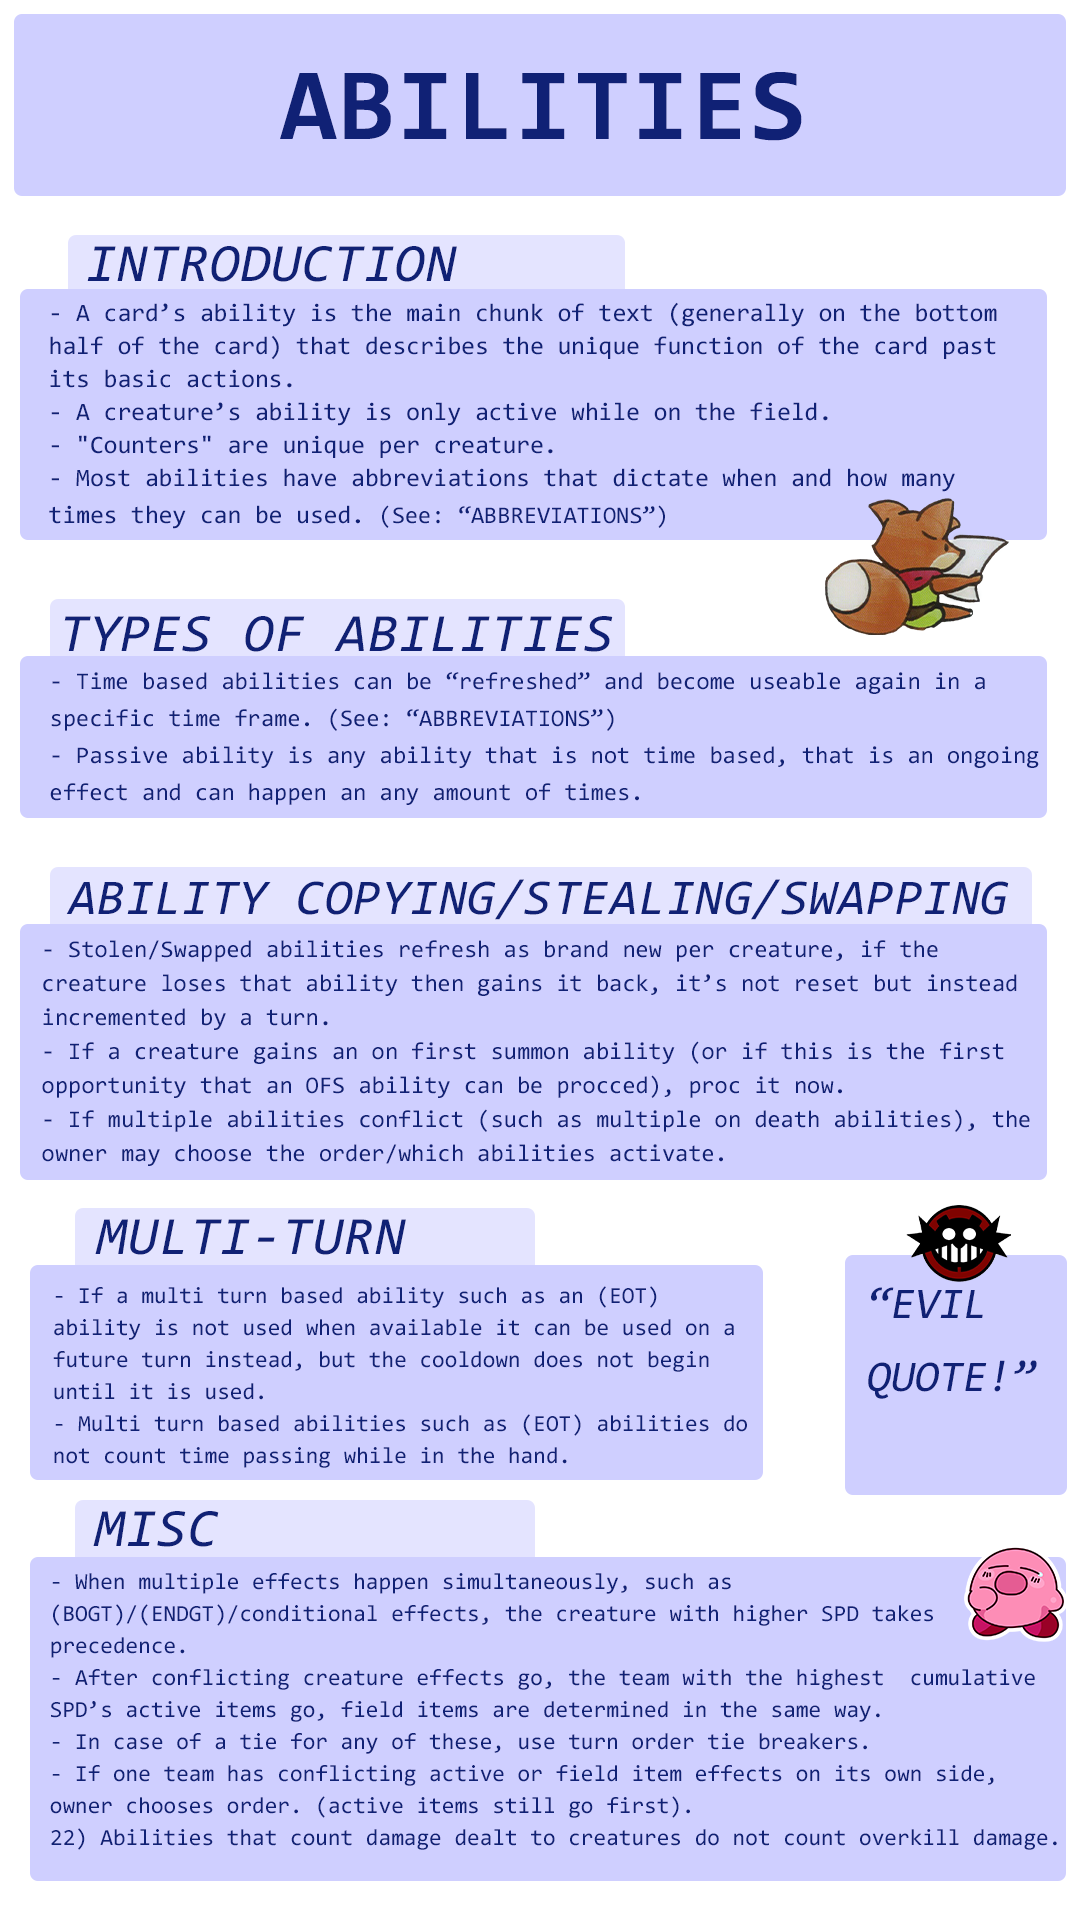 ABILITIES
INTRODUCTION
- A card’s ability is the main chunk of text (generally on the bottom
half of the card) that describes the unique function of the card past
its basic actions.
- A creature’s ability is only active while on the field.
- "Counters" are unique per creature.
- Most abilities have abbreviations that dictate when and how many
times they can be used. (See: “ABBREVIATIONS”)
TYPES OF ABILITIES
- Time based abilities can be “refreshed” and become useable again in a
specific time frame. (See: “ABBREVIATIONS”)
- Passive ability is any ability that is not time based, that is an ongoing
effect and can happen an any amount of times.
ABILITY COPYING/STEALING/SWAPPING
- Stolen/Swapped abilities refresh as brand new per creature, if the
creature loses that ability then gains it back, it’s not reset but instead
incremented by a turn.
- If a creature gains an on first summon ability (or if this is the first
opportunity that an OFS ability can be procced), proc it now.
- If multiple abilities conflict (such as multiple on death abilities), the
owner may choose the order/which abilities activate.
MULTI-TURN
- If a multi turn based ability such as an (EOT)
ability is not used when available it can be used on a
future turn instead, but the cooldown does not begin
until it is used.
- Multi turn based abilities such as (EOT) abilities do
not count time passing while in the hand.
“EVIL
QUOTE!”
MISC
- When multiple effects happen simultaneously, such as
(BOGT)/(ENDGT)/conditional effects, the creature with higher SPD takes
precedence.
- After conflicting creature effects go, the team with the highest  cumulative
SPD’s active items go, field items are determined in the same way.
- In case of a tie for any of these, use turn order tie breakers.
- If one team has conflicting active or field item effects on its own side,
owner chooses order. (active items still go first).
22) Abilities that count damage dealt to creatures do not count overkill damage.